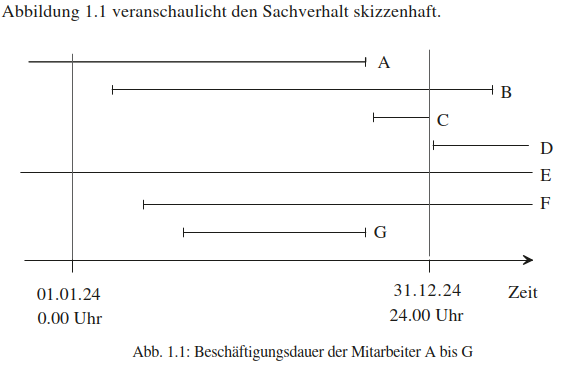 Abbildung 1.1 veranschaulicht den Sachverhalt skizzenhaft.
A
B
C
D
E
F
G
01.01.24
0.00 Uhr
31.12.24
24.00 Uhr
Zeit
Abb. 1.1: Beschäftigungsdauer der Mitarbeiter A bis G